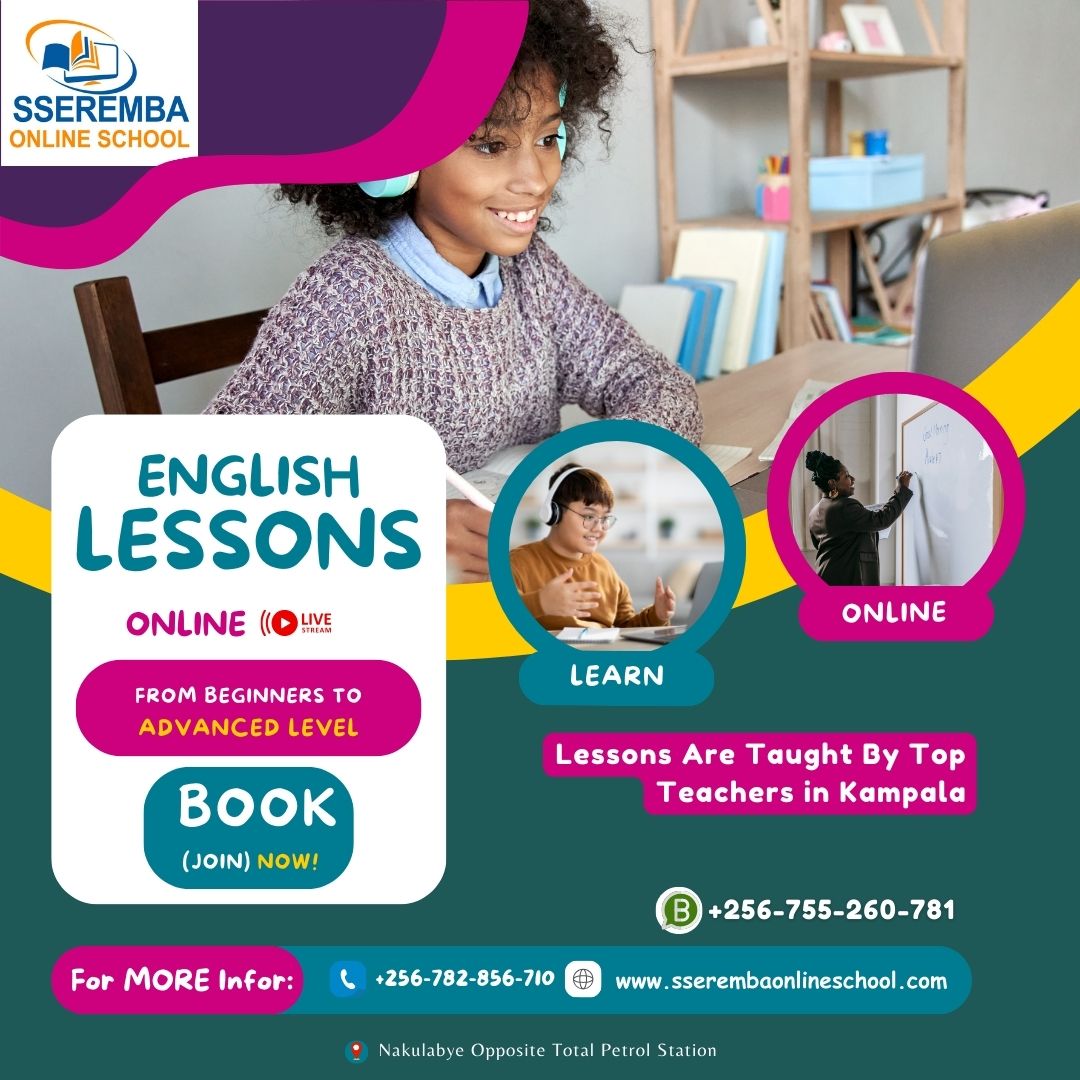 SSEREMBA
ONLINE SCHOOL
ENGLISH
LESSONS
ONLINE
LIVE
STREAM
FROM BEGINNERS TO
ADVANCED LEVEL
BOOK
(JOIN) NOW!
LEARN
ONLINE
Lessons Are Taught By Top
Teachers in Kampala
B +256-755-260-781
For MORE Infor: +256-782-856-710 www.sserembaonlineschool.com
Nakulabye Opposite Total Petrol Station